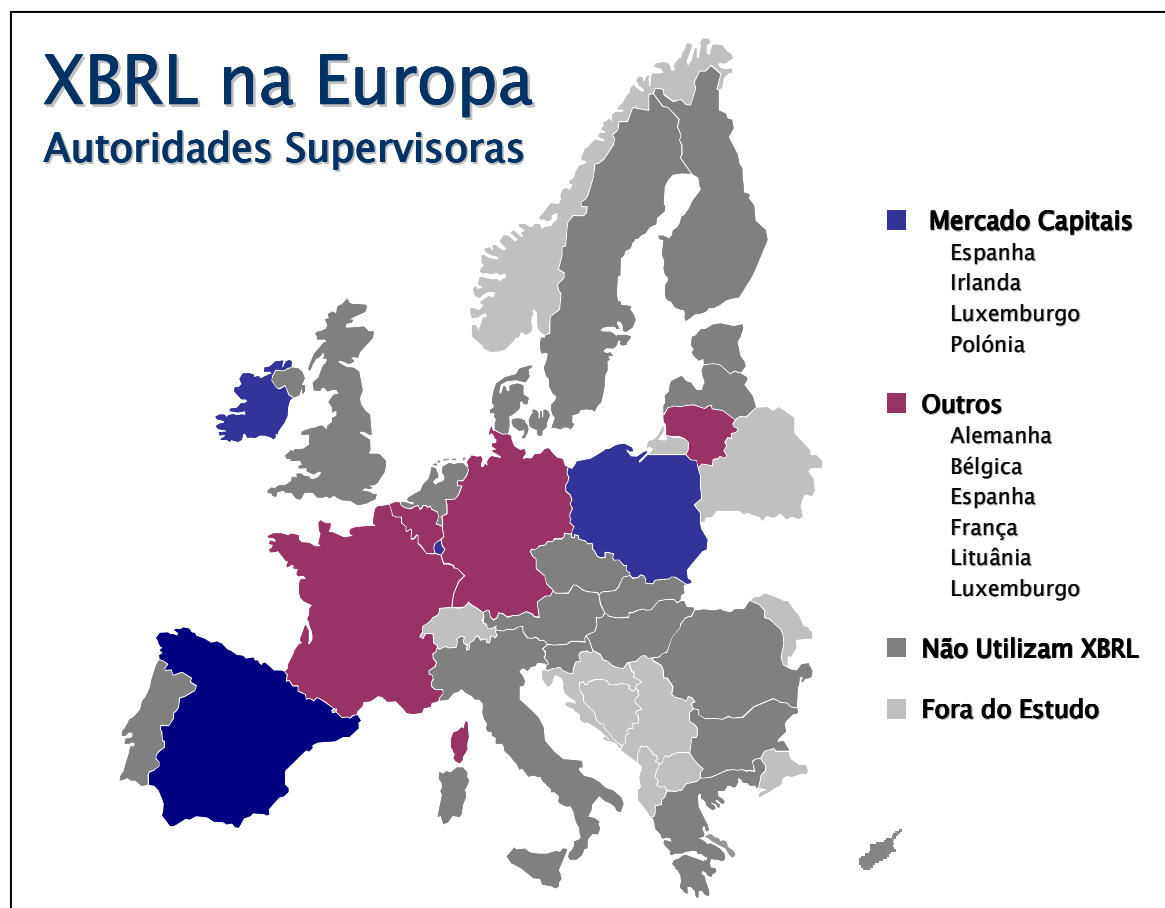 XBRL na Europa
Autoridades Supervisoras
Mercado Capitais
Espanha
Irlanda
Luxemburgo
Polónia
Outros
Alemanha
Bélgica
Espanha
França
Lituânia
Luxemburgo
Não Utilizam XBRL
Fora do Estudo